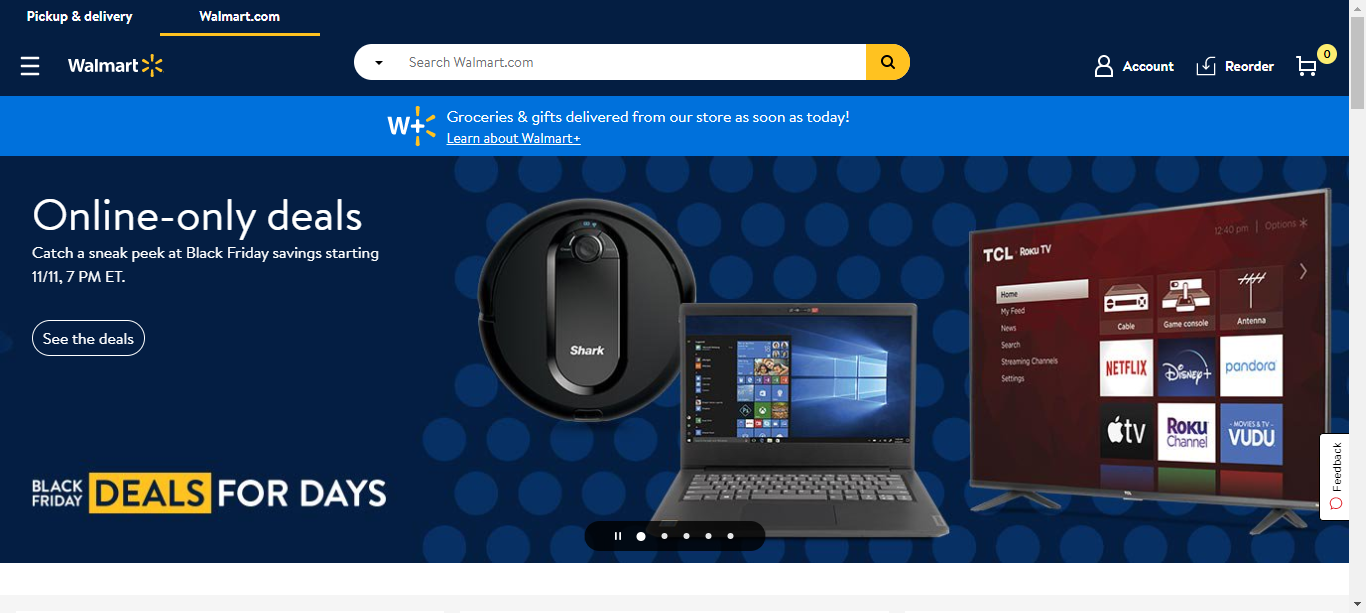 Pickup & delivery
Walmart.com
Walmart
Search Walmart.com
Account
Reorder
0
W+
Groceries & gifts delivered from our store as soon as today!
Learn about Walmart+
Online-only deals
Catch a sneak peek at Black Friday savings starting
11/11, 7 PM ET.
See the deals
BLACK
FRIDAY
DEALS FOR DAYS
Shark
TCL · Roku TV
12:40 pm | Options
Home
My Feed
News
Search
Streaming Channels
Settings
Cable
Game console
Antenna
NETFLIX
Disney+
pandora
tv
Roku
Channel
MOVIES & TV
VUDU
TCL
Feedback